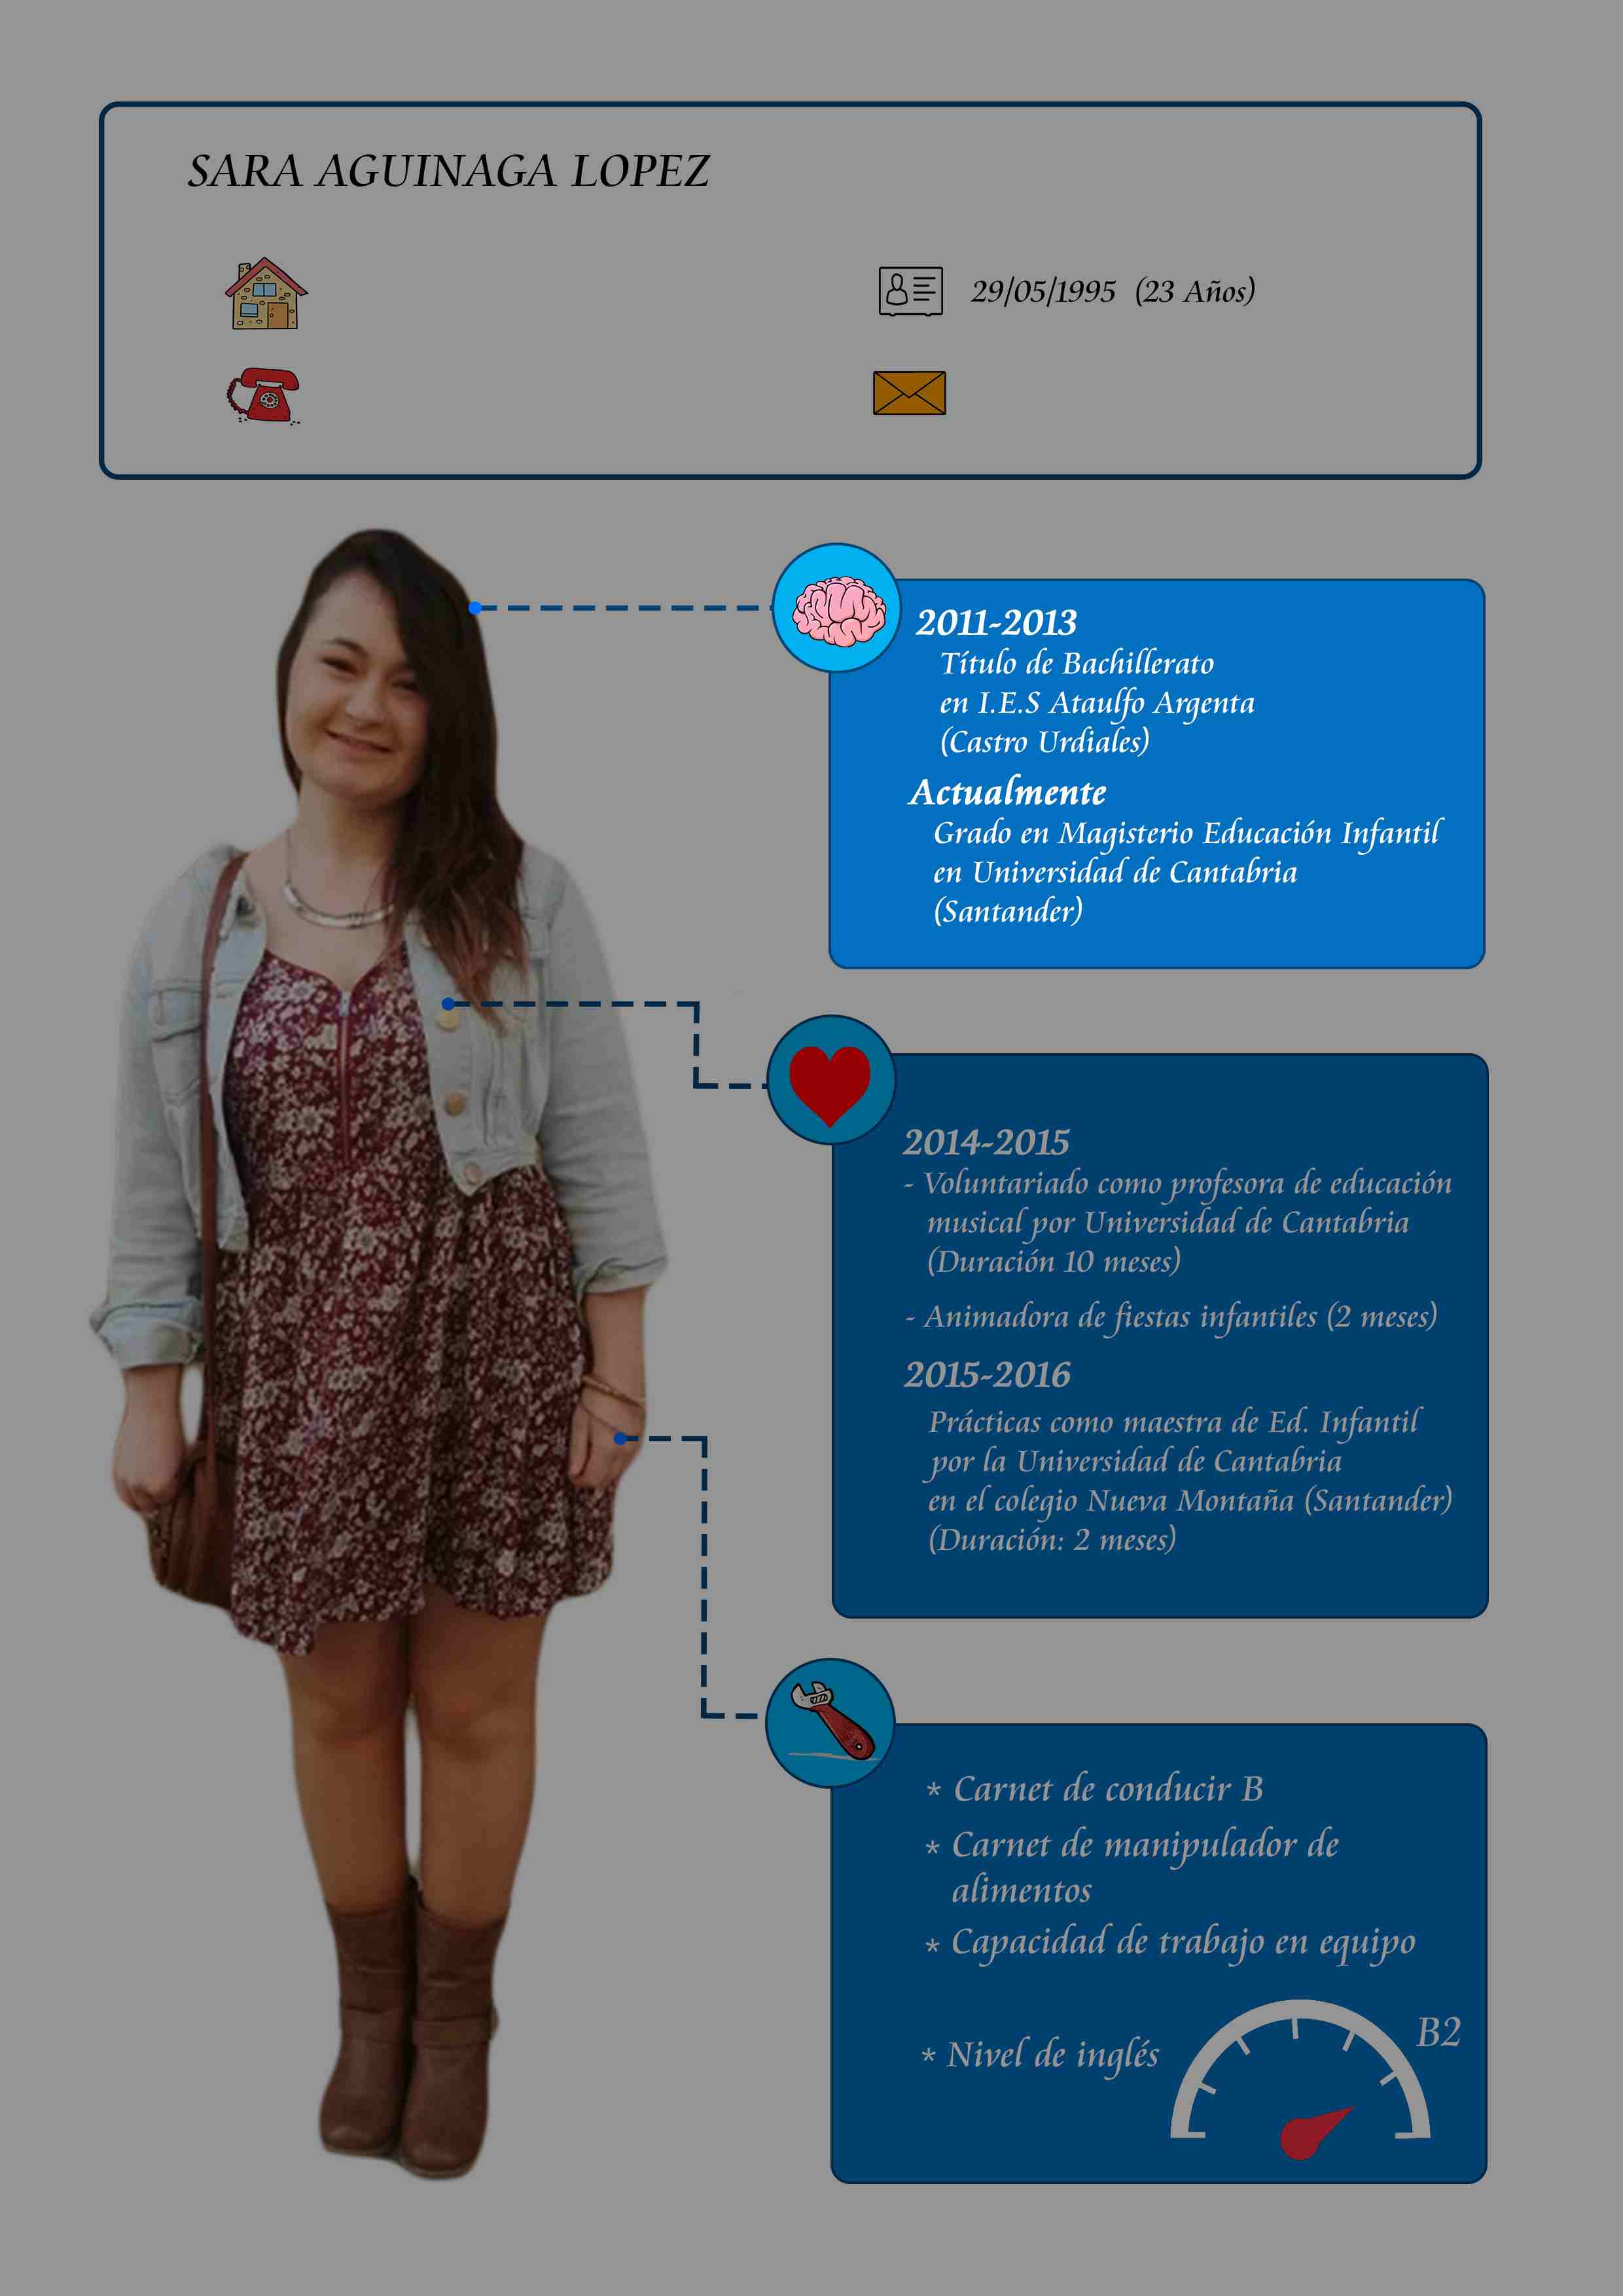 SARA AGUINAGA LOPEZ
29/05/1995 (23 Años)
2011-2013
Título de Bachillerato
en I.E.S Ataulfo Argenta
(Castro Urdiales)
Actualmente
Grado en Magisterio Educación Infantil
en Universidad de Cantabria
(Santander)
2014-2015
- Voluntariado como profesora de educación
musical por Universidad de Cantabria
(Duración 10 meses)
- Animadora de fiestas infantiles (2 meses)
2015-2016
Prácticas como maestra de Ed. Infantil
por la Universidad de Cantabria
en el colegio Nueva Montaña (Santander)
(Duración: 2 meses)
* Carnet de conducir B
* Carnet de manipulador de
alimentos
* Capacidad de trabajo en equipo
* Nivel de inglés
B2